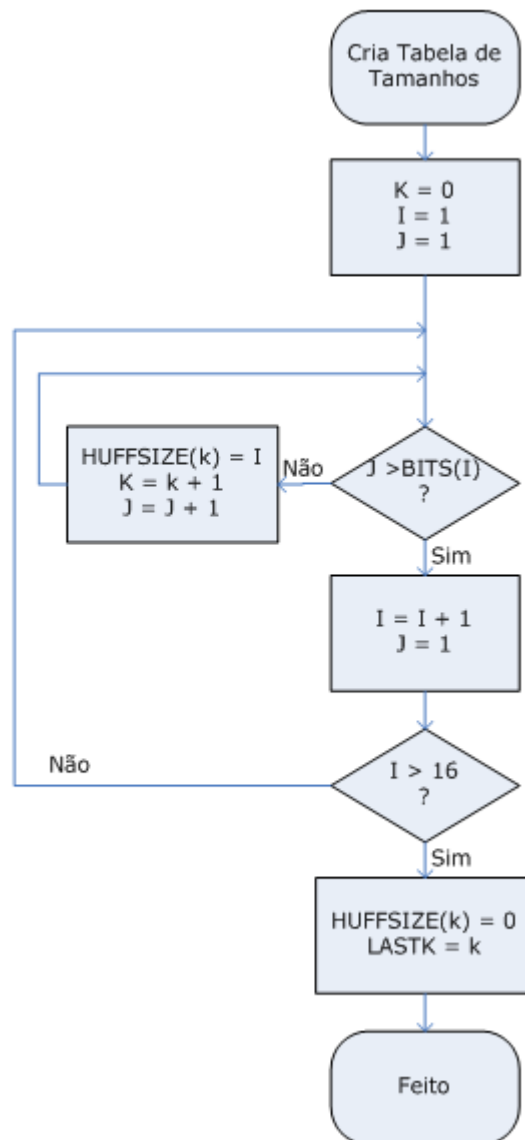 Cria Tabela de
Tamanhos
K = 0
I = 1
J = 1
J >BITS(I)
?
Não
HUFFSIZE(k) = I
K = k + 1
J = J + 1
Sim
I = I + 1
J = 1
I > 16
?
Não
Sim
HUFFSIZE(k) = 0
LASTK = k
Feito